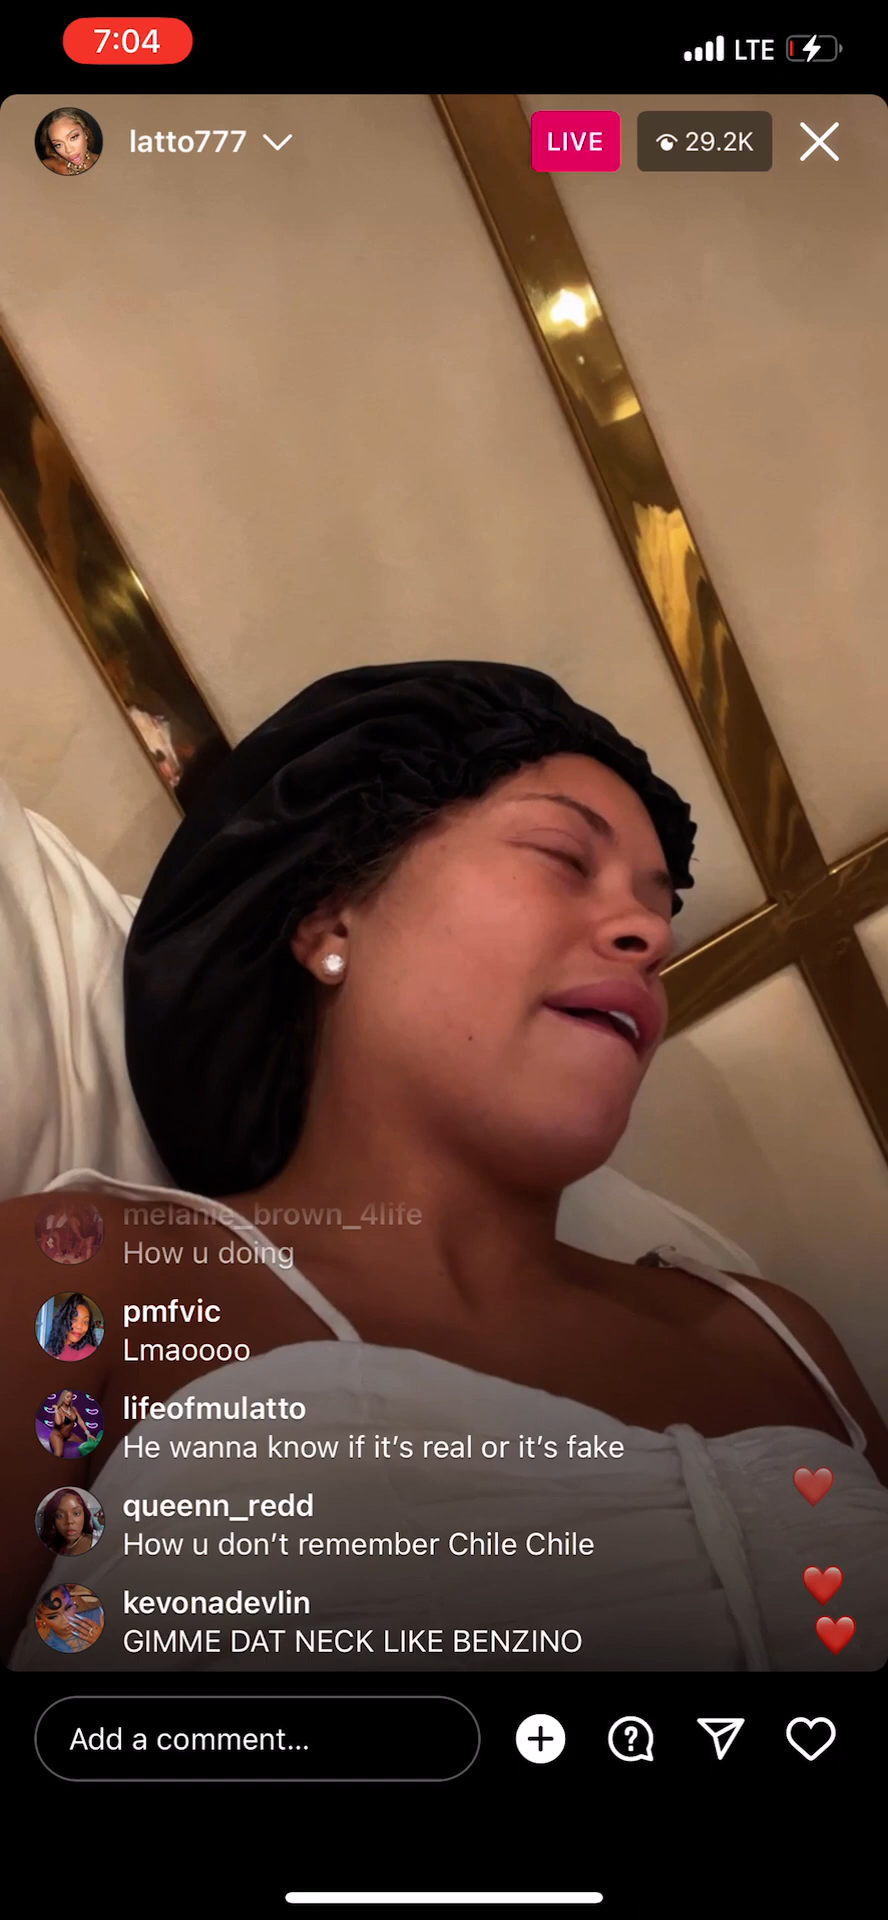 7:04
LTE
latto777
LIVE
29.2K
melanie_brown_4life
How u doing
pmfvic
Lmaoooo
lifeofmulatto
He wanna know if it's real or it's fake
queenn_redd
How u don't remember Chile Chile
kevonadevlin
GIMME DAT NECK LIKE BENZINO
Add a comment...